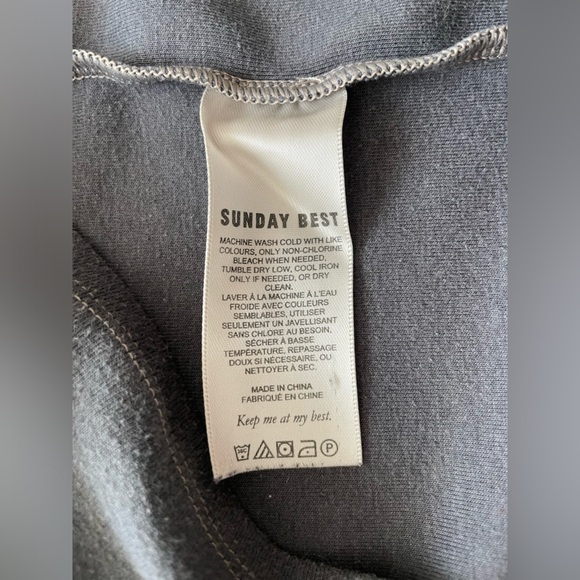 SUNDAY BEST
MACHINE WASH COLD WITH LIKE
COLOURS, ONLY NON-CHLORINE
BLEACH WHEN NEEDED,
TUMBLE DRY LOW, COOL IRON
ONLY IF NEEDED, OR DRY
CLEAN.
LAVER À LA MACHINE À L'EAU
FROIDE AVEC COULEURS
SEMBLABLES, UTILISER
SEULEMENT UN JAVELLISANT
SANS CHLORE AU BESOIN,
SÉCHER À BASSE
TEMPÉRATURE, REPASSAGE
DOUX SI NÉCESSAIRE, OU
NETTOYER À SEC.
MADE IN CHINA
FABRIQUÉ EN CHINE
Keep me at my best.
30C P